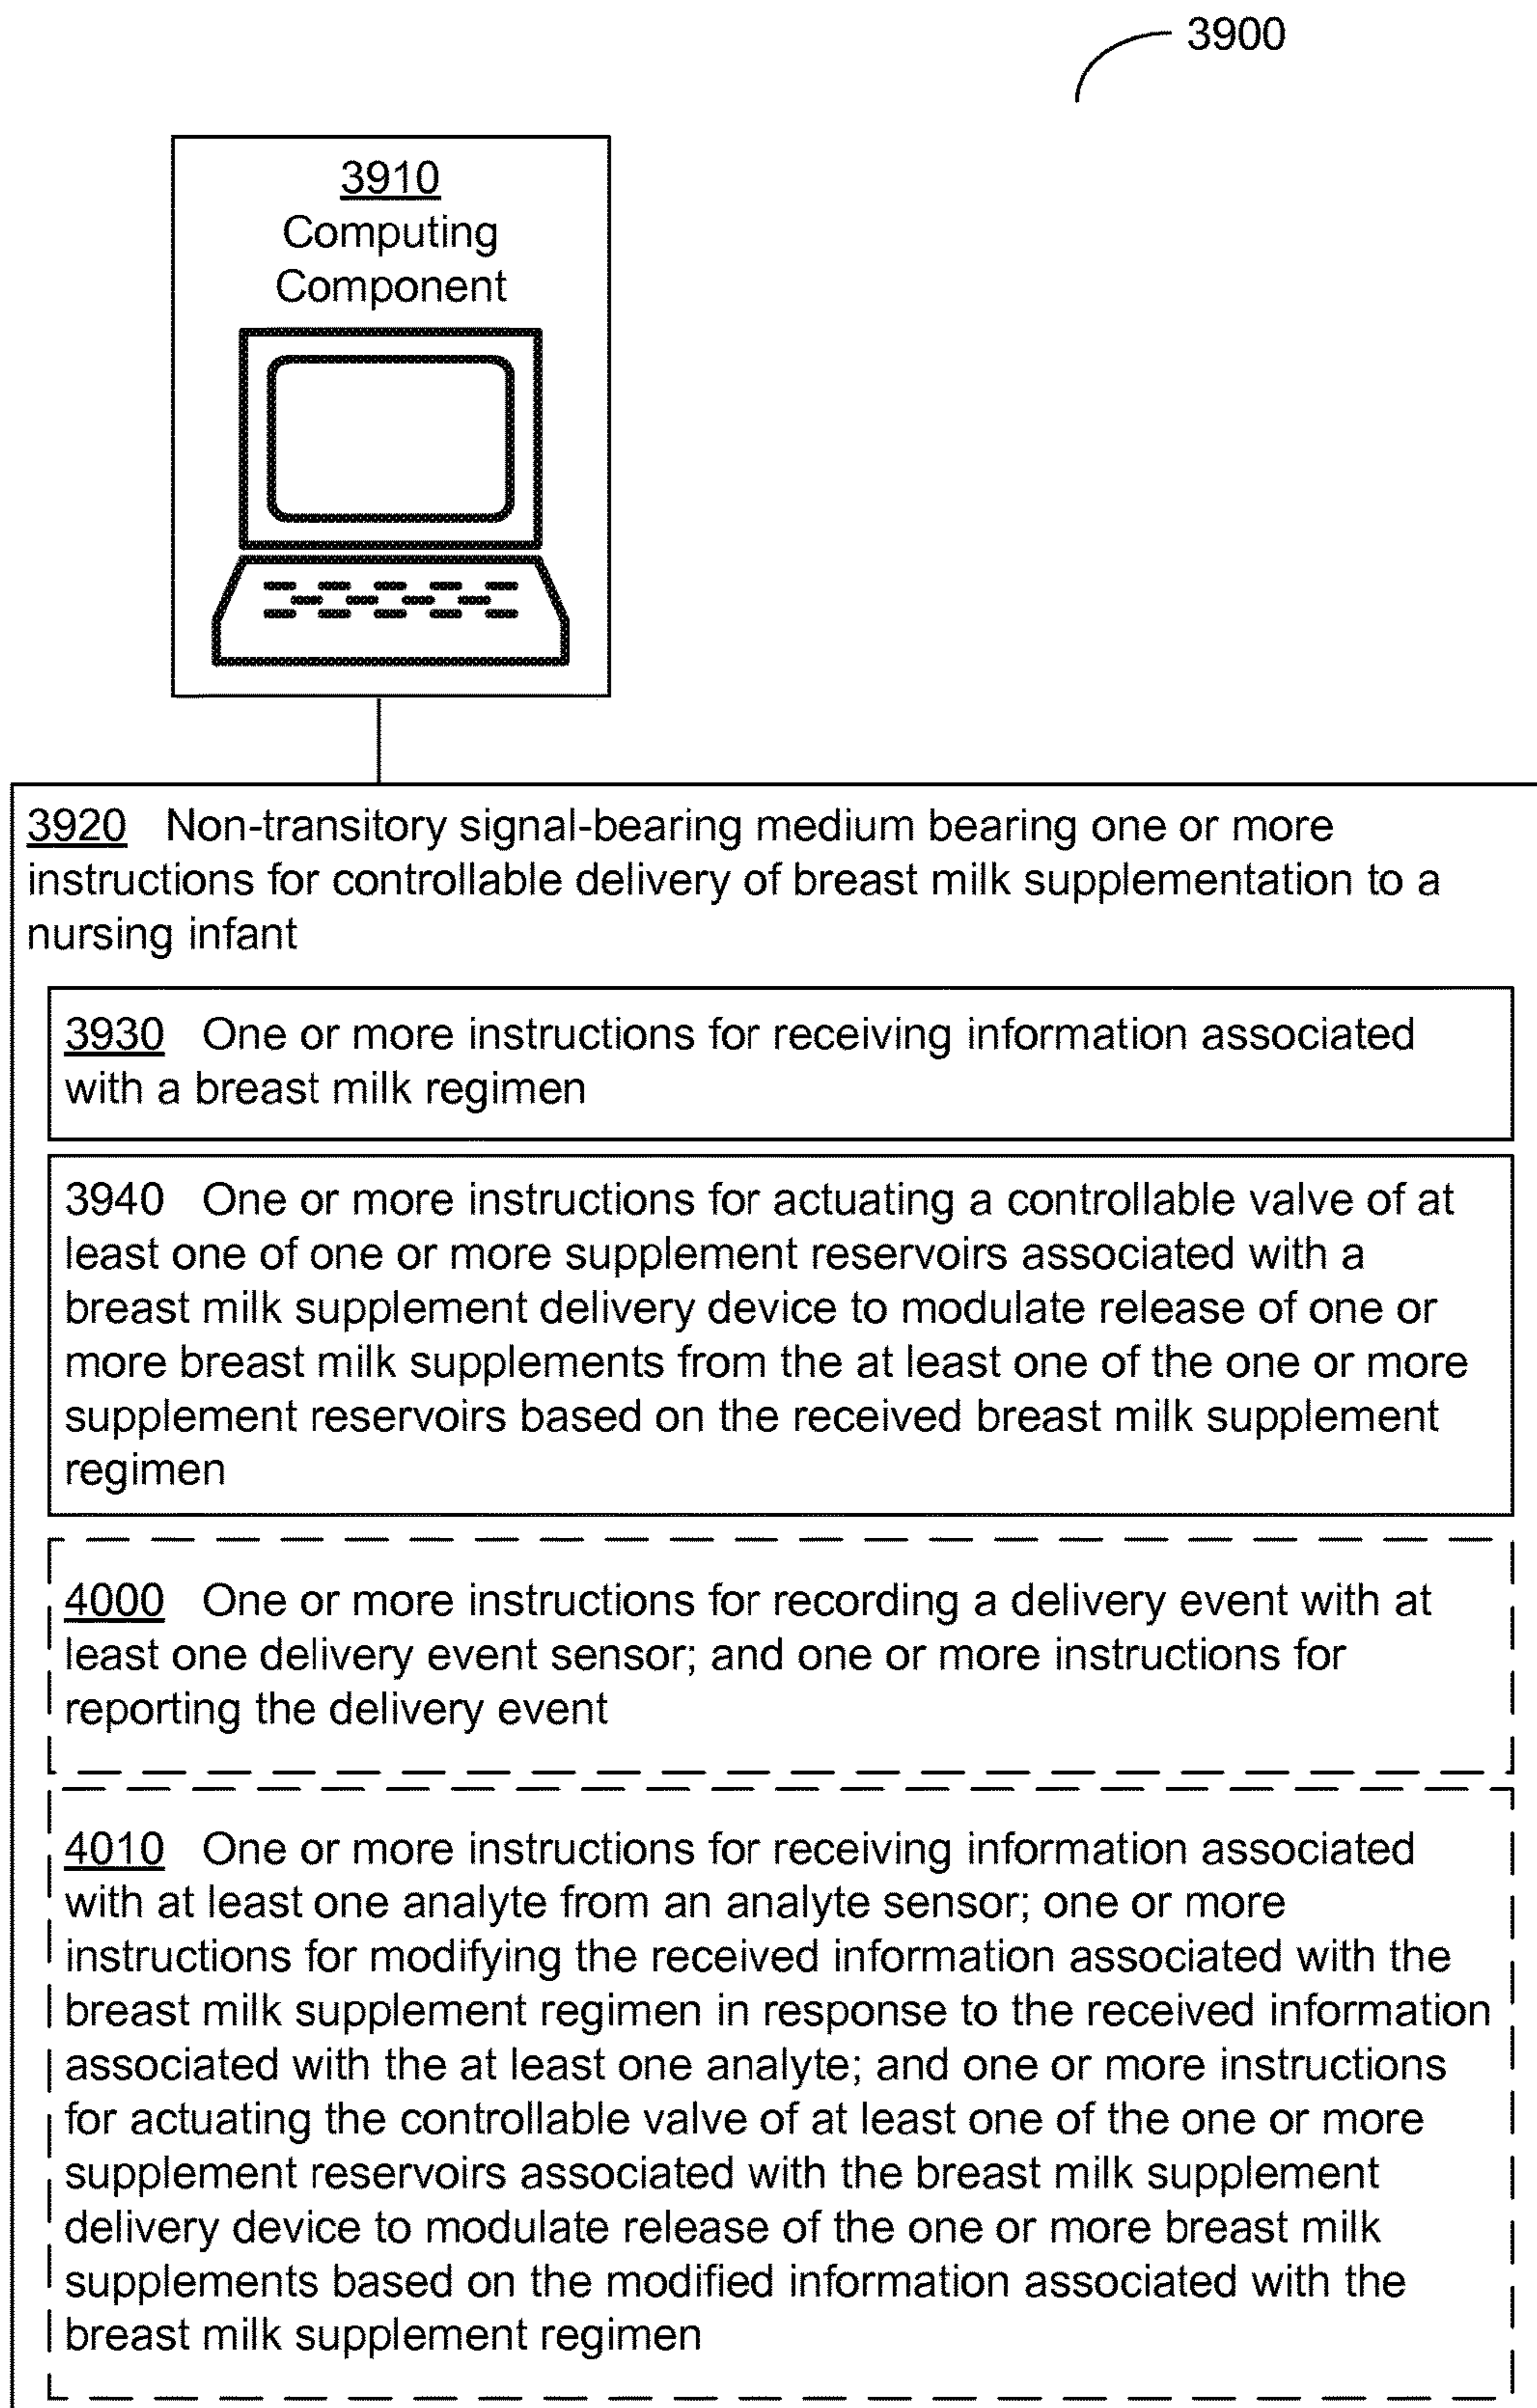 3900
3910
Computing
Component
3920 Non-transitory signal-bearing medium bearing one or more
instructions for controllable delivery of breast milk supplementation to a
nursing infant
3930 One or more instructions for receiving information associated
with a breast milk regimen
3940 One or more instructions for actuating a controllable valve of at
least one of one or more supplement reservoirs associated with a
breast milk supplement delivery device to modulate release of one or
more breast milk supplements from the at least one of the one or more
supplement reservoirs based on the received breast milk supplement
regimen
4000 One or more instructions for recording a delivery event with at
least one delivery event sensor; and one or more instructions for
reporting the delivery event
4010 One or more instructions for receiving information associated
with at least one analyte from an analyte sensor; one or more
instructions for modifying the received information associated with the
breast milk supplement regimen in response to the received information
associated with the at least one analyte; and one or more instructions
for actuating the controllable valve of at least one of the one or more
supplement reservoirs associated with the breast milk supplement
delivery device to modulate release of the one or more breast milk
supplements based on the modified information associated with the
breast milk supplement regimen